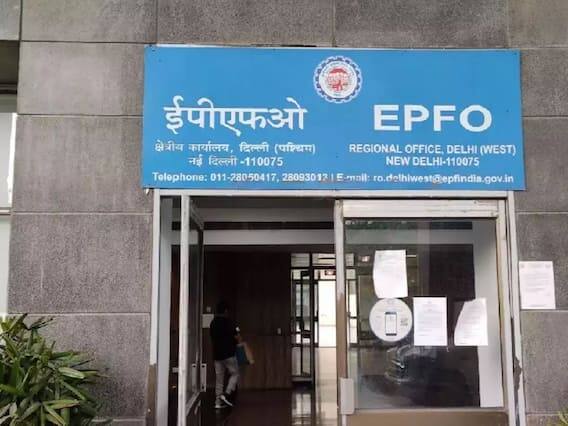 ईपीएफओ
क्षेत्रीय कार्यालय, दिल्ली (पश्चिम)
नई दिल्ली -110075
EPFO
REGIONAL OFFICE, DELHI (WEST)
NEW DELHI-110075
Telephone: 011-28050417, 28093012 | E-mail: ro.delhiwest@epfindia.gov.in